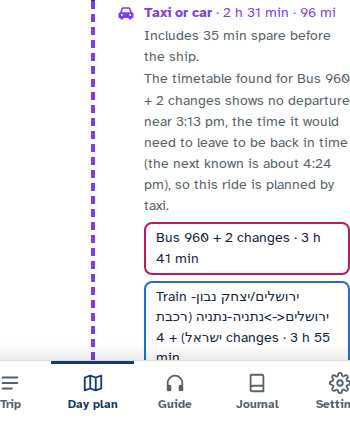 Taxi or car · 2 h 31 min · 96 mi
Includes 35 min spare before
the ship.
The timetable found for Bus 960
+ 2 changes shows no departure
near 3:13 pm, the time it would
need to leave to be back in time
(the next known is about 4:24
pm), so this ride is planned by
taxi.
Bus 960 + 2 changes · 3 h
41 min
Train ירושלים/יצחק נבון-
ירושלים<->נתניה-נתניה (רכבת
ישראל) + 4 changes · 3 h 55
min
Trip
Day plan
Guide
Journal